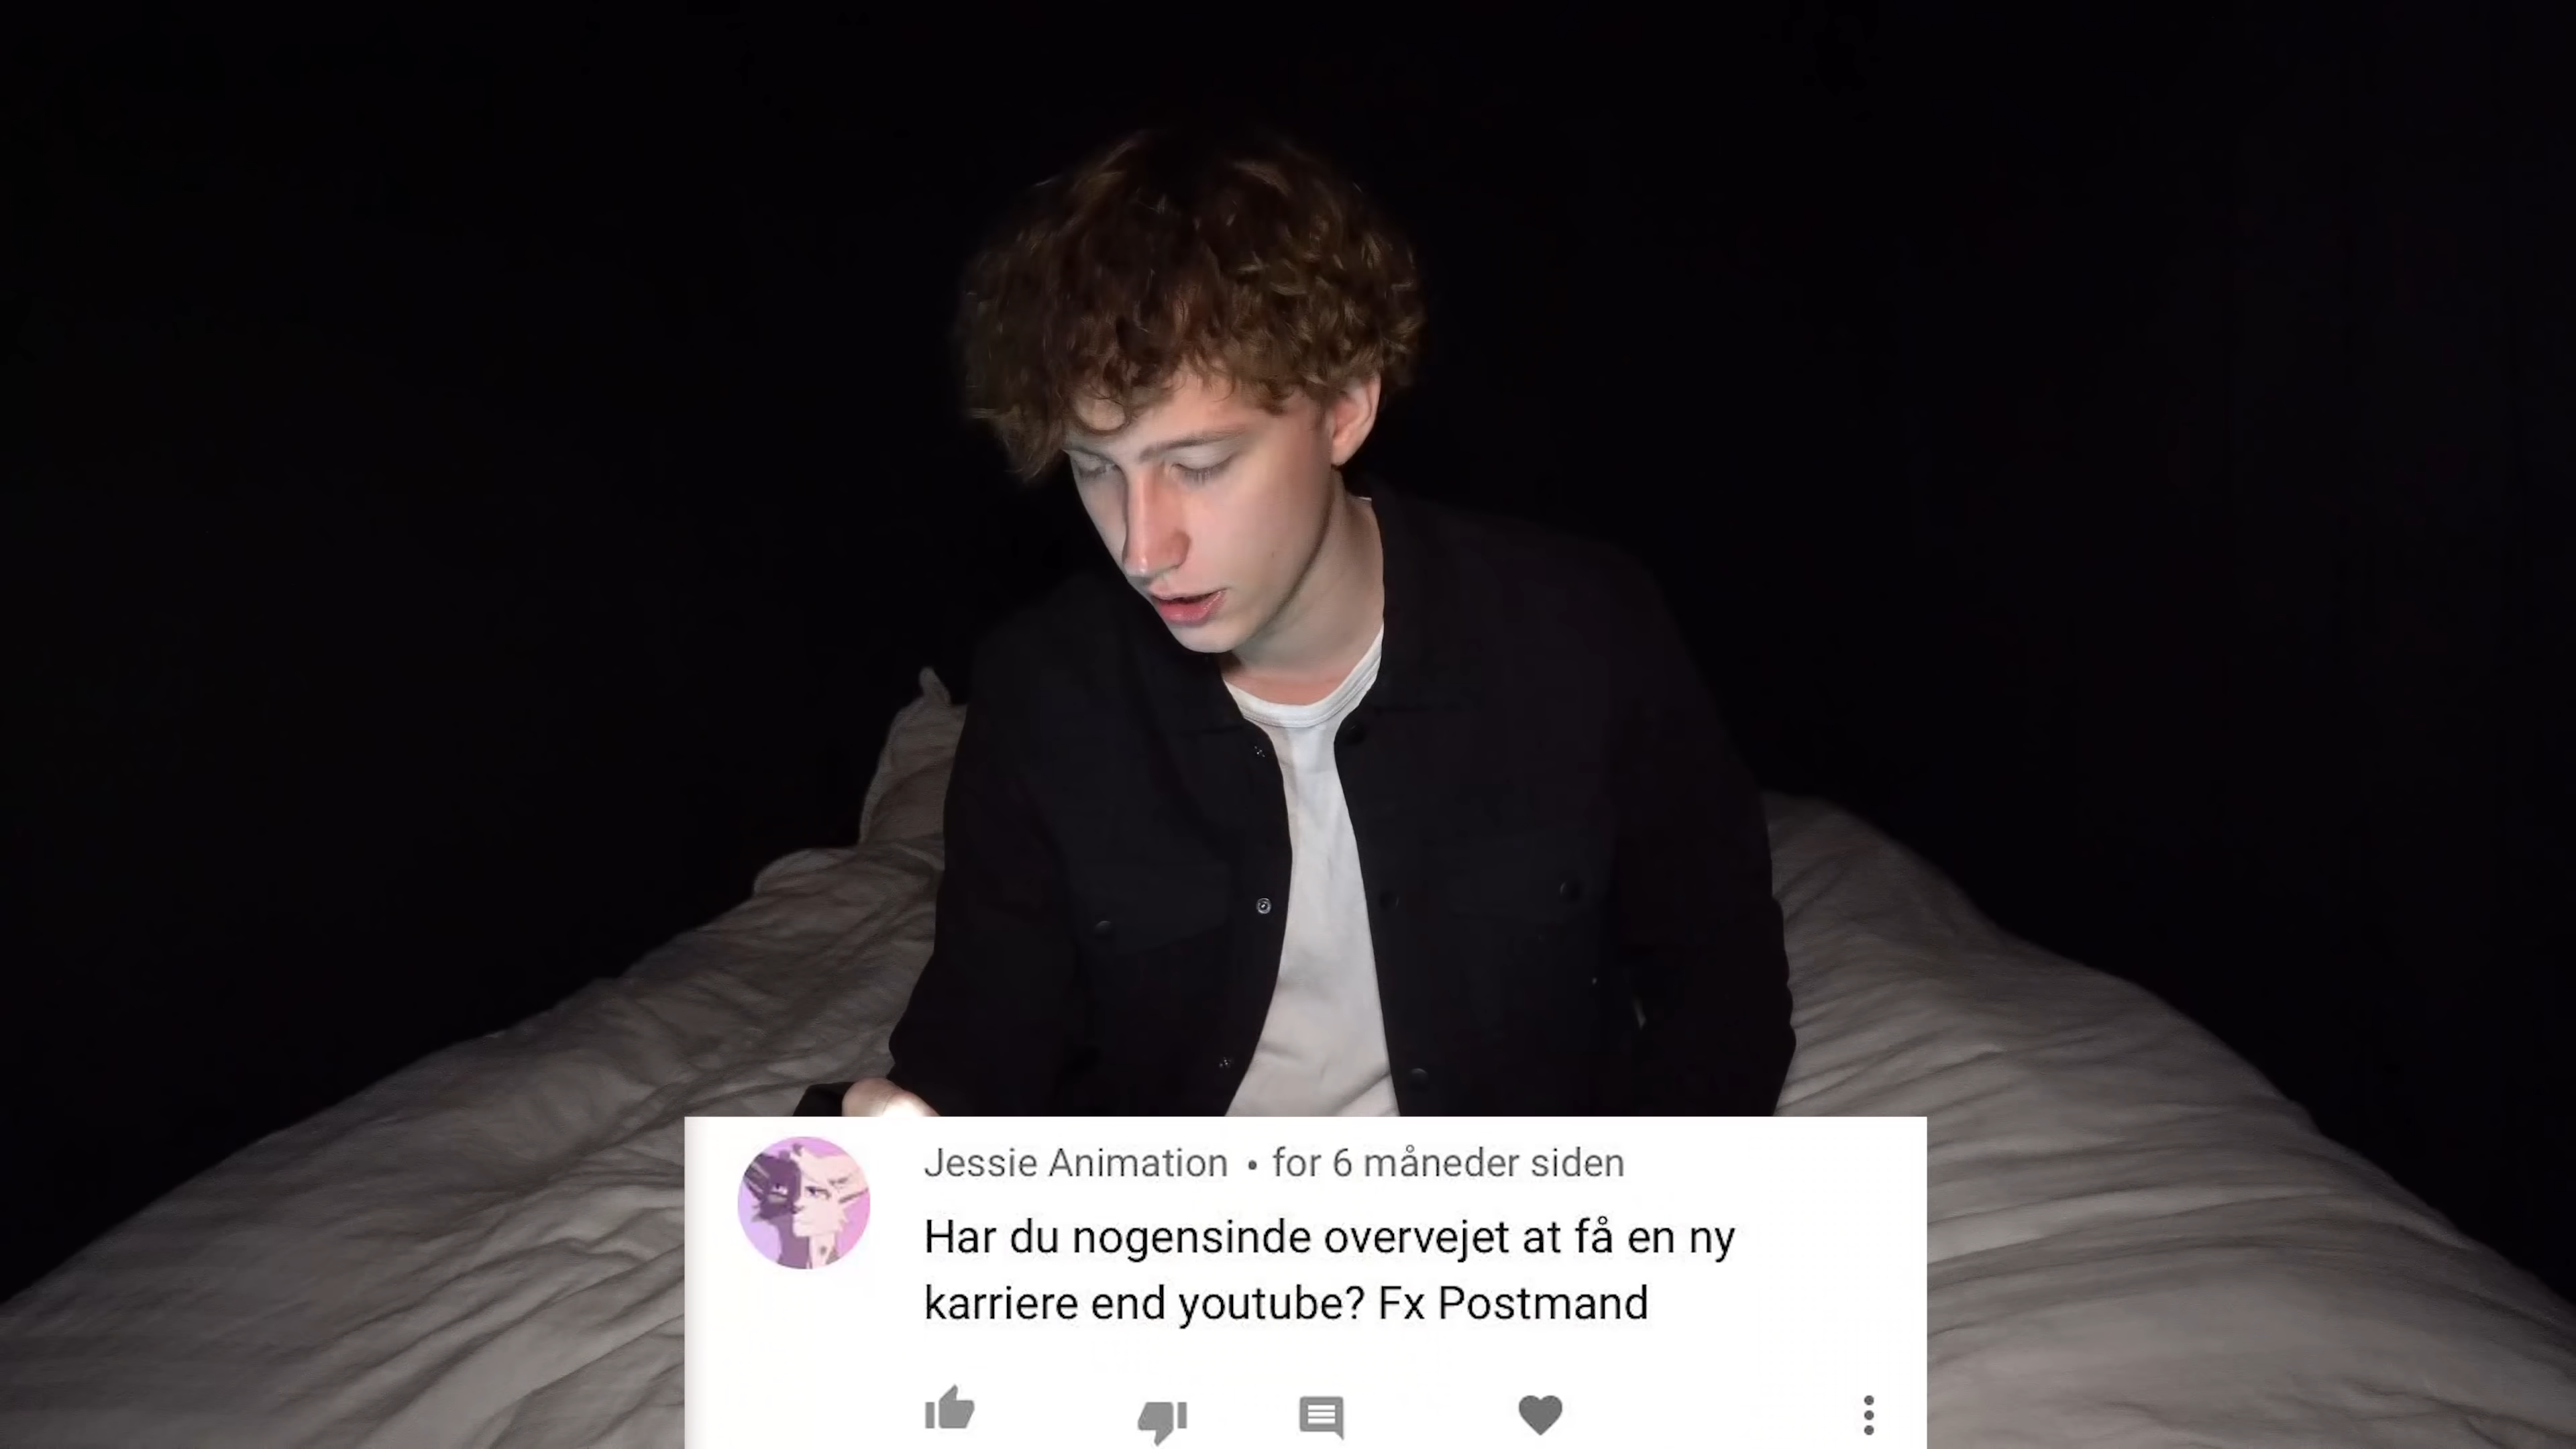 Jessie Animation • for 6 måneder siden
Har du nogensinde overvejet at få en ny
karriere end youtube? Fx Postmand